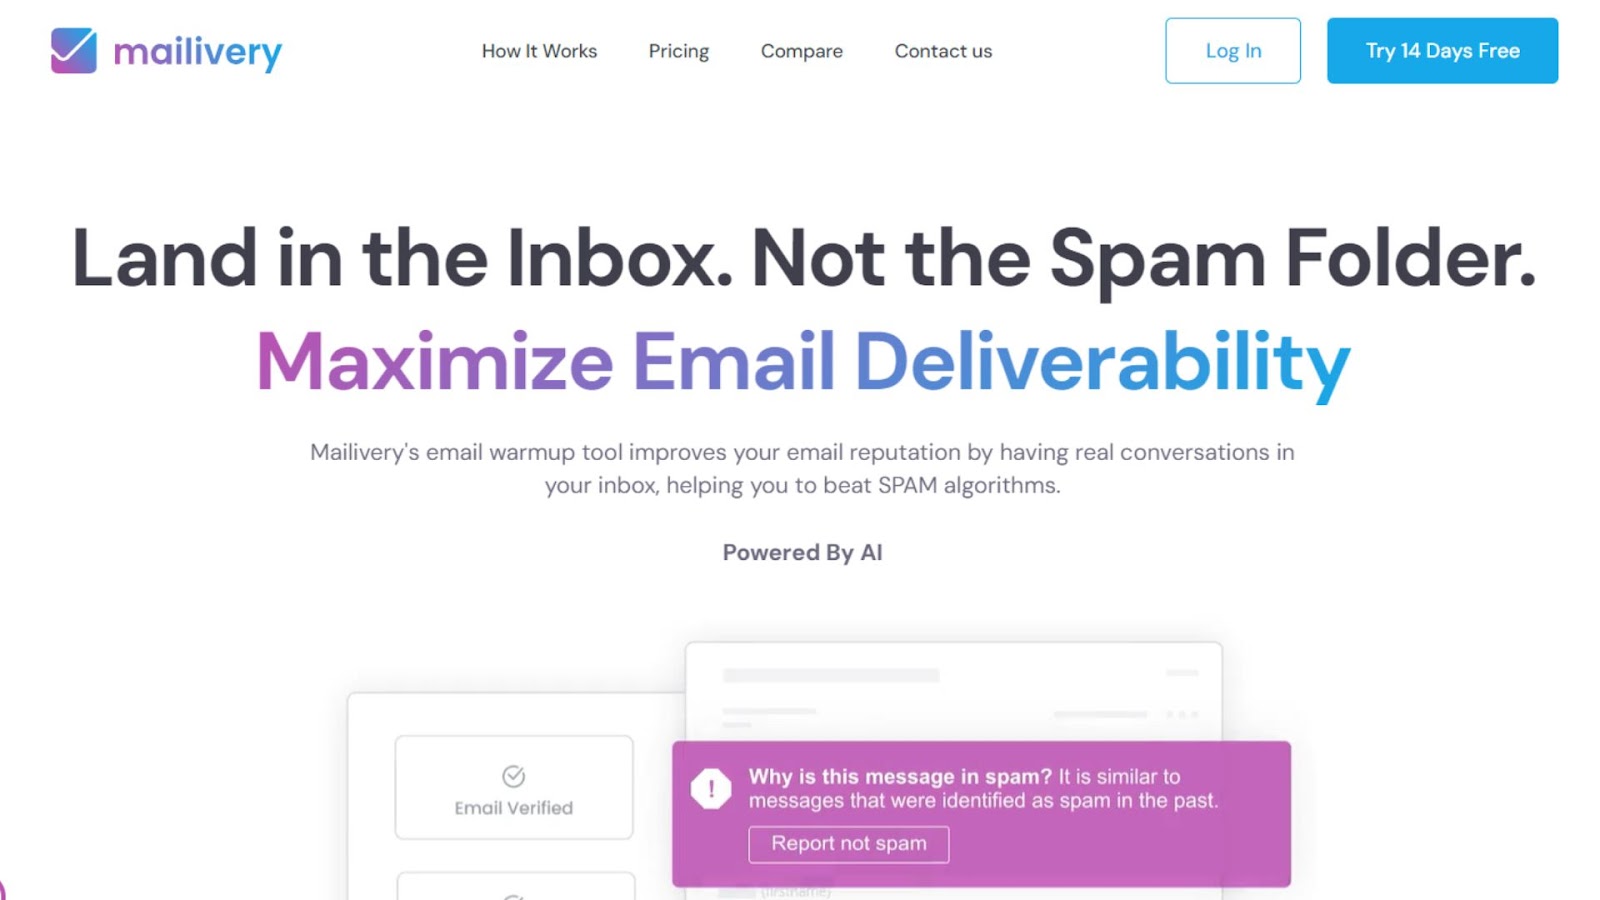 mailivery
How It Works
Pricing
Compare
Contact us
Log In
Try 14 Days Free
Land in the Inbox. Not the Spam Folder.
Maximize Email Deliverability
Mailivery's email warmup tool improves your email reputation by having real conversations in
your inbox, helping you to beat SPAM algorithms.
Powered By AI
Email Verified
Why is this message in spam? It is similar to
messages that were identified as spam in the past.
Report not spam
{firstname}